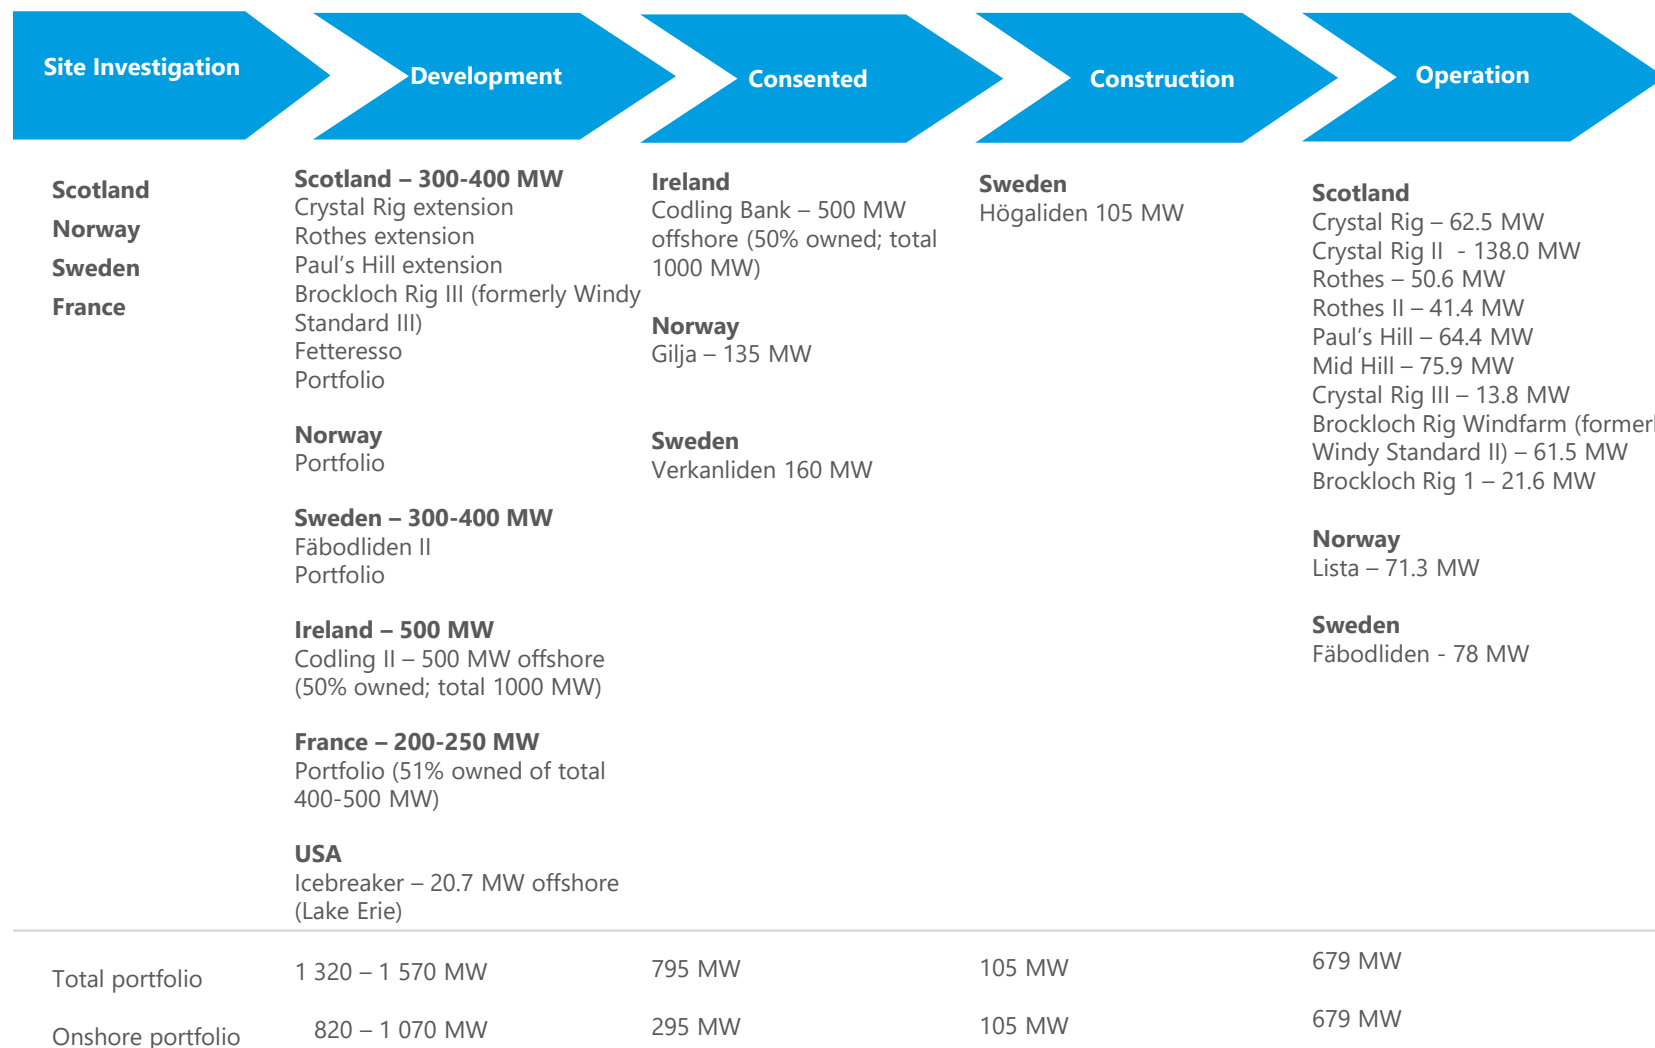 Site Investigation
Development
Consented
Construction
Operation
Scotland
Norway
Sweden
France
Scotland – 300-400 MW
Crystal Rig extension
Rothes extension
Paul’s Hill extension
Brockloch Rig III (formerly Windy
Standard III)
Fetteresso
Portfolio
Norway
Portfolio
Sweden – 300-400 MW
Fäbodliden II
Portfolio
Ireland – 500 MW
Codling II – 500 MW offshore
(50% owned; total 1000 MW)
France – 200-250 MW
Portfolio (51% owned of total
400-500 MW)
USA
Icebreaker – 20.7 MW offshore
(Lake Erie)
Ireland
Codling Bank – 500 MW
offshore (50% owned; total
1000 MW)
Norway
Gilja – 135 MW
Sweden
Verkanliden 160 MW
Sweden
Högaliden 105 MW
Scotland
Crystal Rig – 62.5 MW
Crystal Rig II - 138.0 MW
Rothes – 50.6 MW
Rothes II – 41.4 MW
Paul’s Hill – 64.4 MW
Mid Hill – 75.9 MW
Crystal Rig III – 13.8 MW
Brockloch Rig Windfarm (formerl
Windy Standard II) – 61.5 MW
Brockloch Rig 1 – 21.6 MW
Norway
Lista – 71.3 MW
Sweden
Fäbodliden - 78 MW
Total portfolio 1 320 – 1 570 MW 795 MW 105 MW 679 MW
Onshore portfolio 820 – 1 070 MW 295 MW 105 MW 679 MW